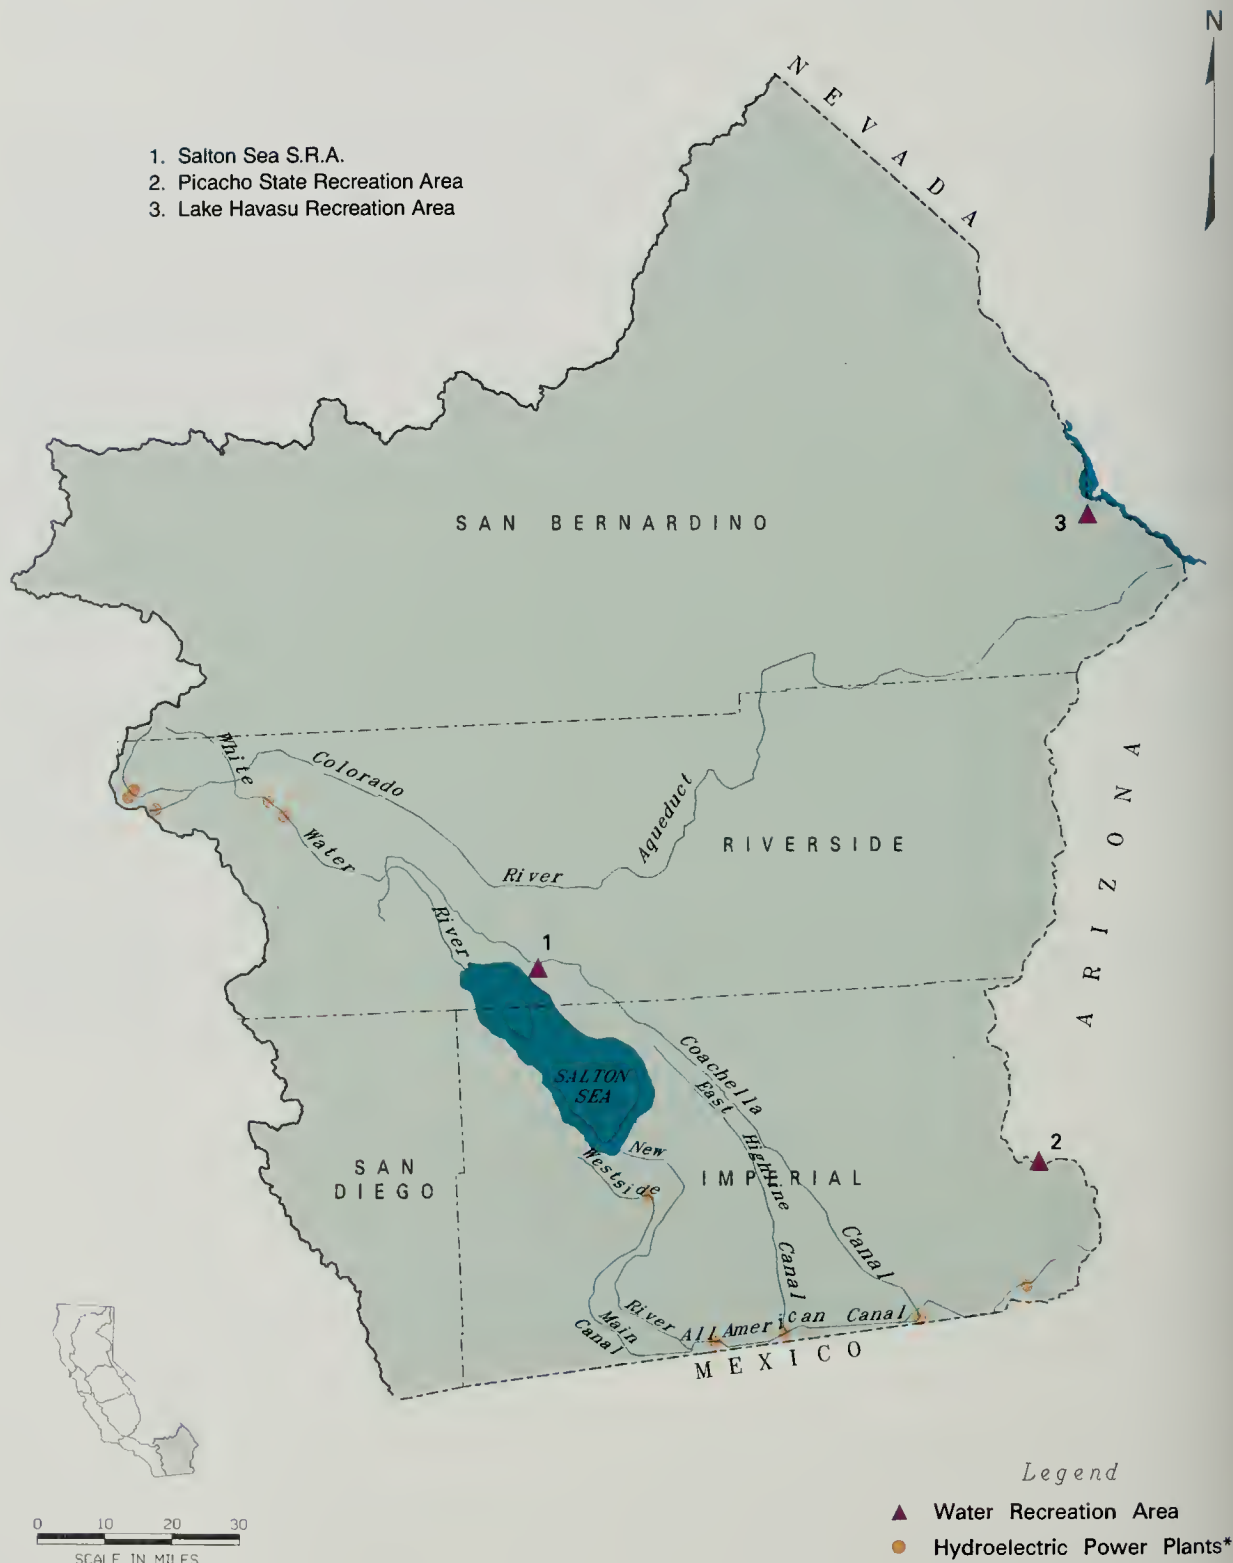 N
NEVADA
1. Salton Sea S.R.A.
2. Picacho State Recreation Area
3. Lake Havasu Recreation Area
SAN BERNARDINO
3
White
Water
River
Colorado
River
Aqueduct
RIVERSIDE
ARIZONA
1
SALTON
SEA
Coachella
Canal
East
Highline
Canal
2
SAN
DIEGO
IMPERIAL
New
River
Westside
Main
Canal
All American Canal
MEXICO
0 10 20 30
SCALE IN MILES
Legend
Water Recreation Area
Hydroelectric Power Plants*